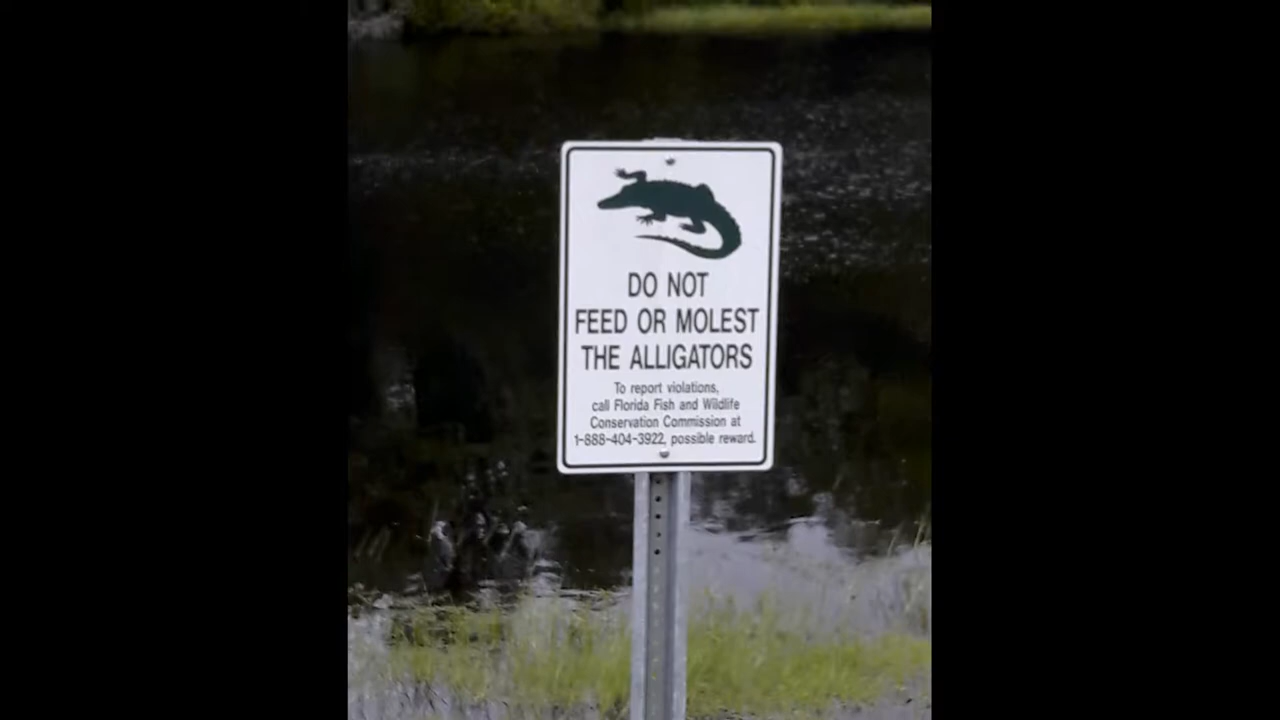 DO NOT
FEED OR MOLEST
THE ALLIGATORS
To report violations,
call Florida Fish and Wildlife
Conservation Commission at
1-888-404-3922, possible reward.